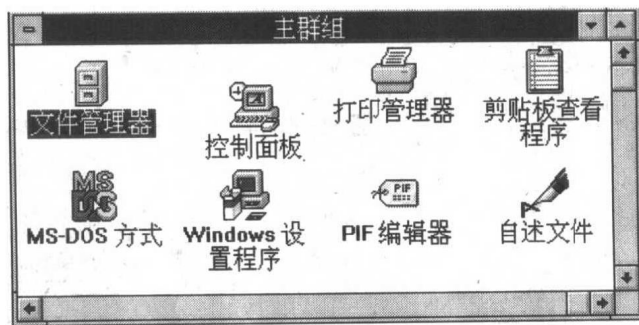 主群组
文件管理器
控制面板
打印管理器
剪贴板查看
程序
MS
DOS
MS-DOS 方式
Windows 设
置程序
PIF
PIF 编辑器
自述文件